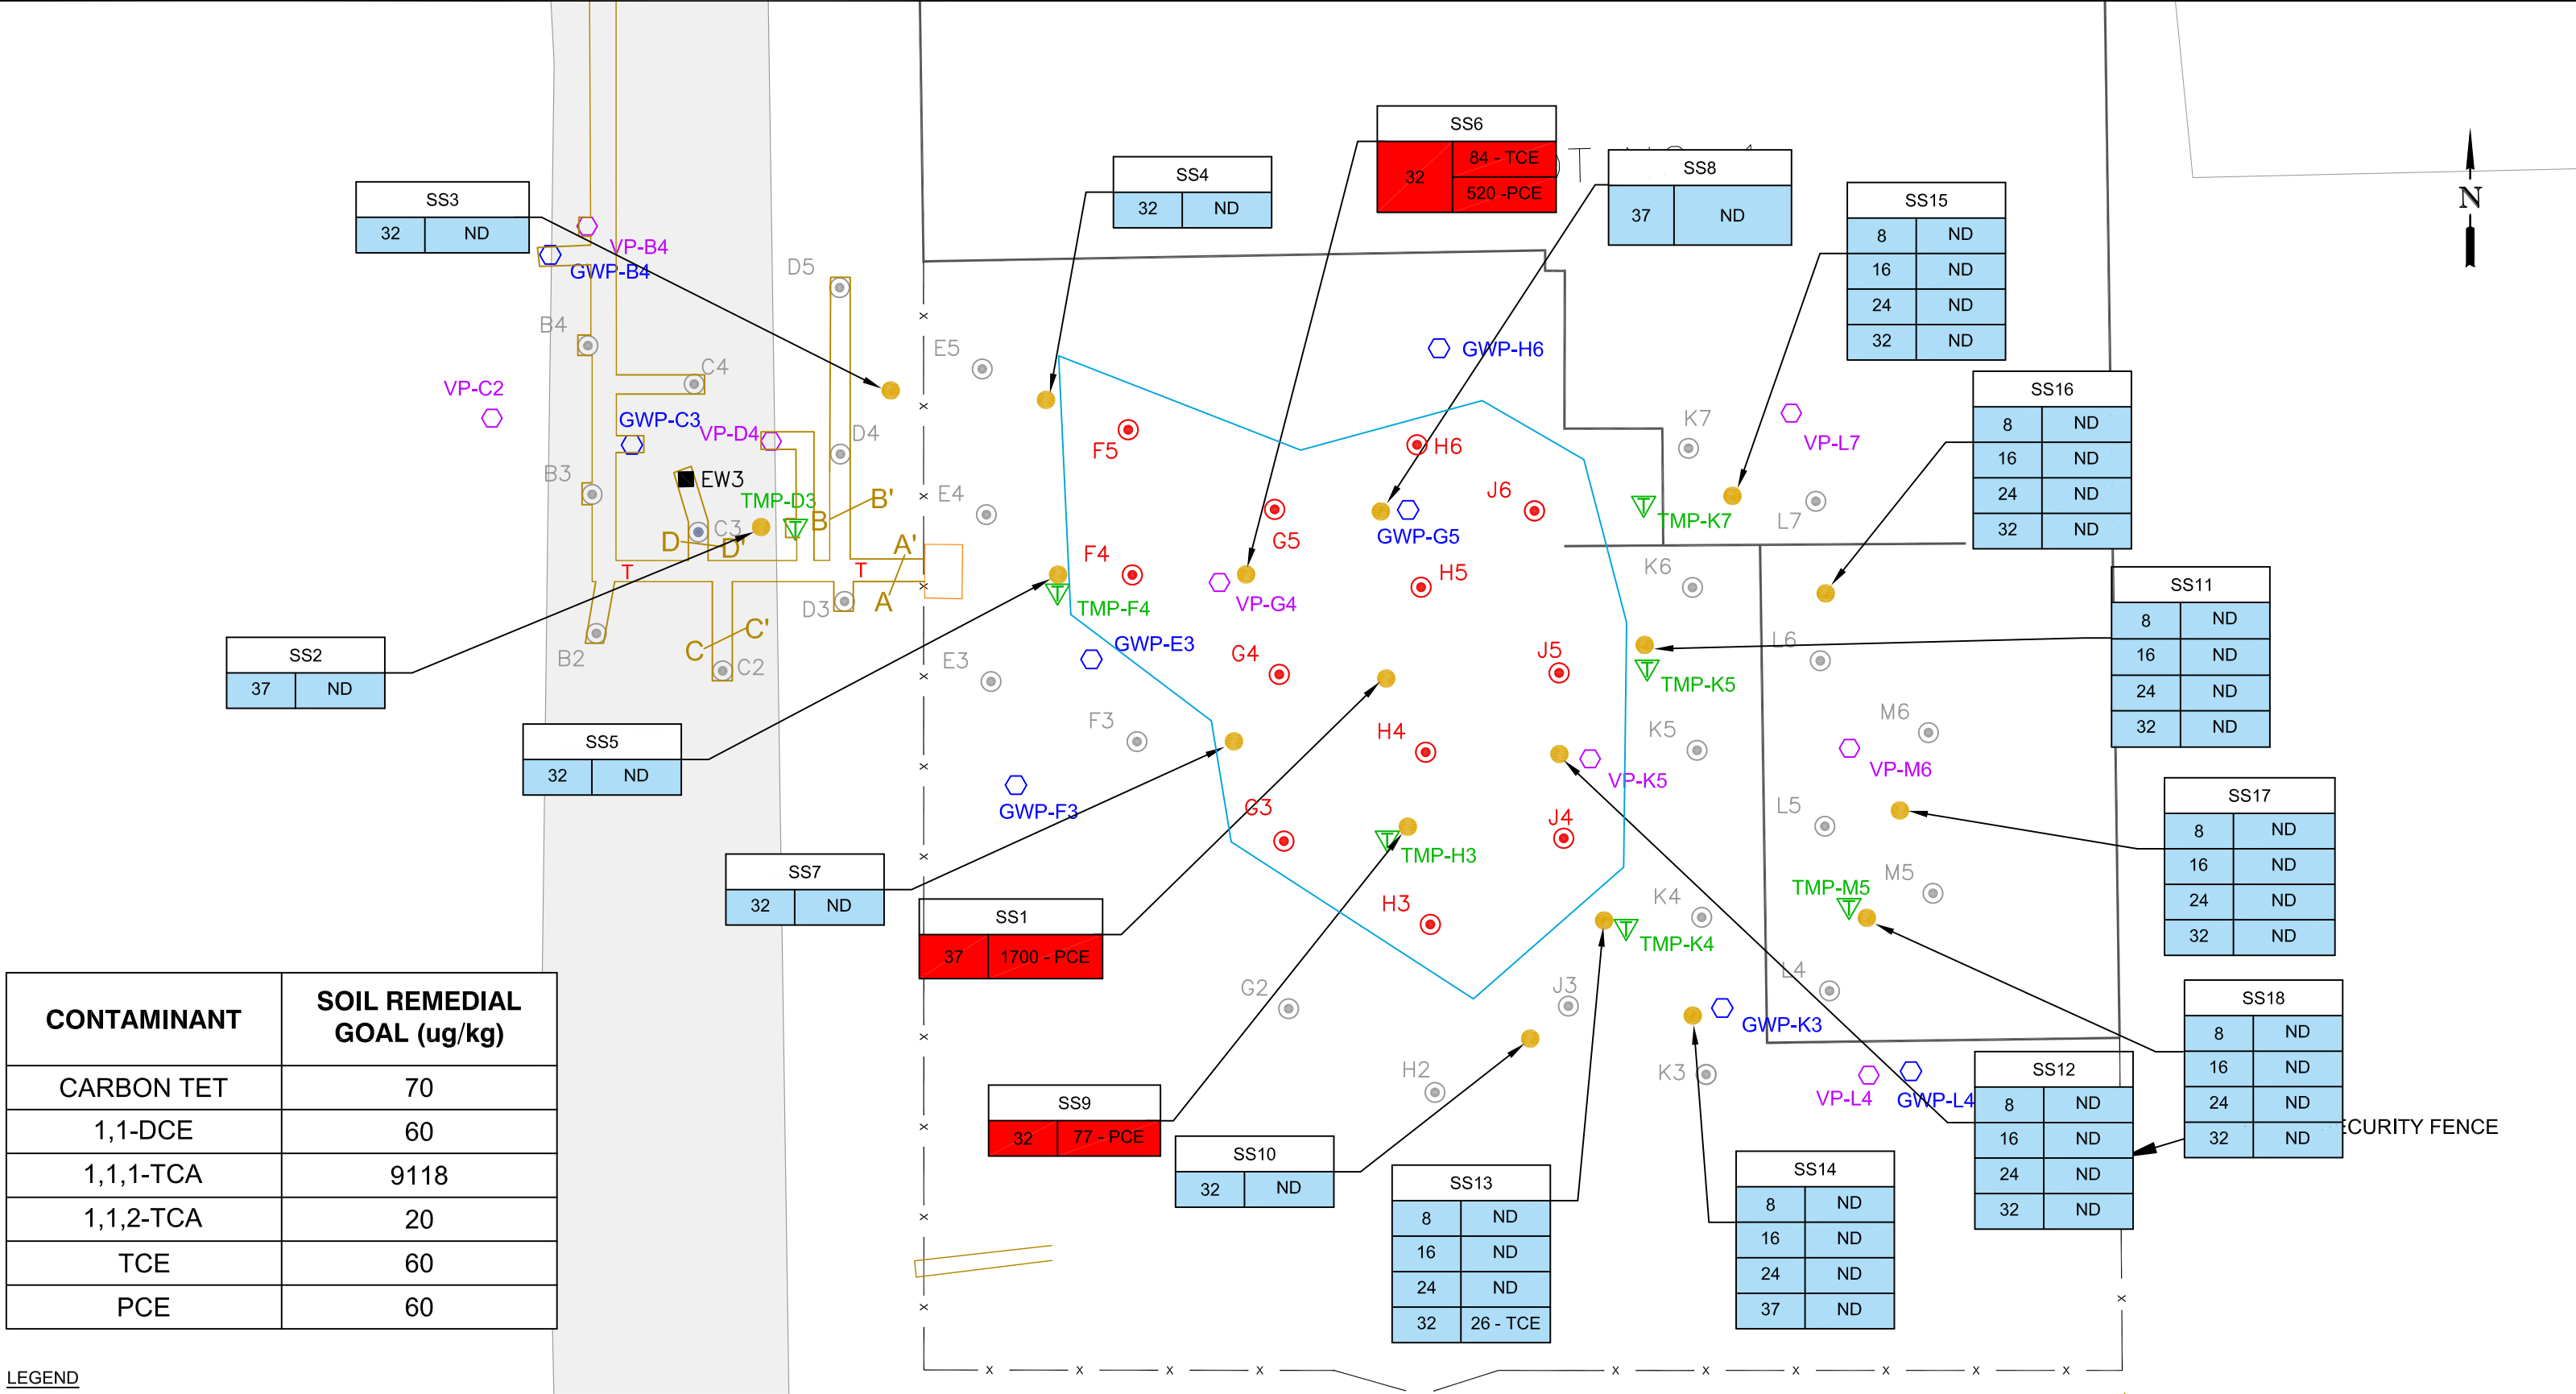 SS6
84 - TCE
32
520 -PCE
SS4
32 ND
SS8
37 ND
SS3
32 ND
SS15
8 ND
16 ND
24 ND
32 ND
N
VP-B4
GWP-B4
D5
B4
E5
GWP-H6
C4
VP-C2
K7
VP-L7
SS16
8 ND
16 ND
24 ND
32 ND
GWP-C3
VP-D4
D4
F5
H6
B3
EW3
TMP-D3
B
B'
E4
J6
TMP-K7
L7
C3
D
D'
G5
GWP-G5
A'
F4
T
T
H5
K6
SS11
8 ND
16 ND
24 ND
32 ND
D3
A
TMP-F4
VP-G4
C'
C
B2
C2
GWP-E3
E3
G4
J5
L6
TMP-K5
SS2
37 ND
SS5
32 ND
F3
H4
K5
M6
VP-M6
VP-K5
SS17
8 ND
16 ND
24 ND
32 ND
GWP-F3
G3
J4
L5
TMP-H3
SS7
32 ND
M5
TMP-M5
SS1
37 1700 - PCE
H3
K4
TMP-K4
L4
G2
J3
GWP-K3
SS18
8 ND
16 ND
24 ND
32 ND
CONTAMINANT SOIL REMEDIAL
GOAL (ug/kg)
CARBON TET 70
1,1-DCE 60
1,1,1-TCA 9118
1,1,2-TCA 20
TCE 60
PCE 60
H2
K3
VP-L4
GWP-L4
SS12
8 ND
16 ND
24 ND
32 ND
ECURITY FENCE
SS9
32 77 - PCE
SS10
32 ND
SS13
8 ND
16 ND
24 ND
32 26 - TCE
SS14
8 ND
16 ND
24 ND
37 ND
LEGEND